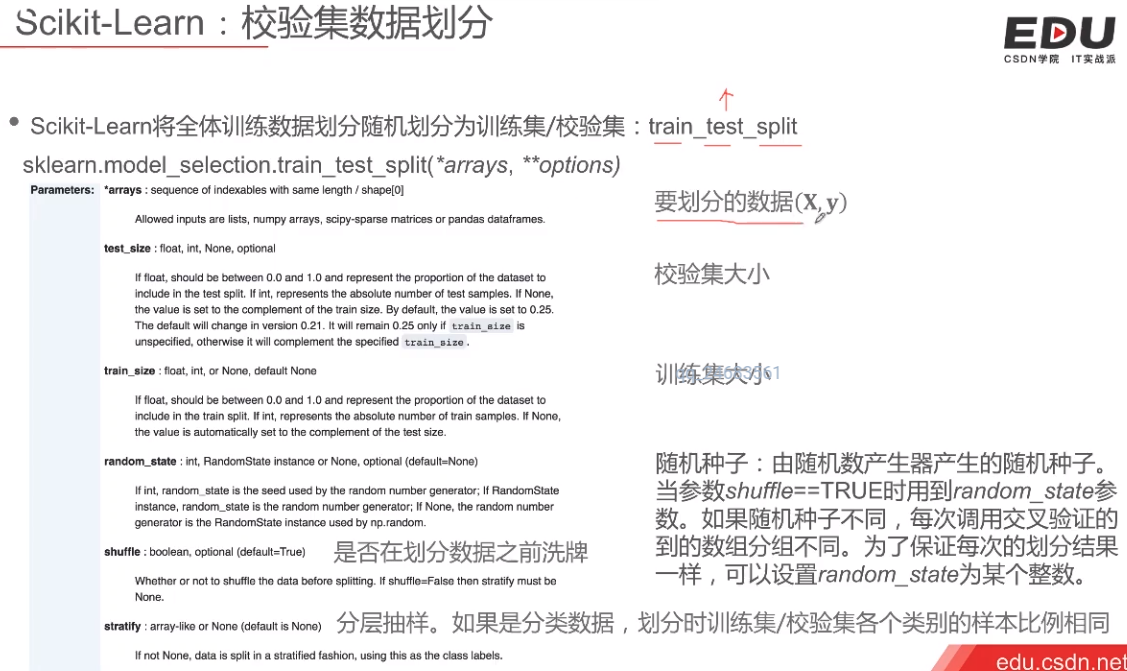 Scikit-Learn：校验集数据划分
EDU
CSDN学院 IT实战派
• Scikit-Learn将全体训练数据划分随机划分为训练集/校验集：train_test_split
sklearn.model_selection.train_test_split(*arrays, **options)
Parameters: *arrays : sequence of indexables with same length / shape[0]
要划分的数据(X,y)
Allowed inputs are lists, numpy arrays, scipy-sparse matrices or pandas dataframes.
test_size : float, int, None, optional
校验集大小
If float, should be between 0.0 and 1.0 and represent the proportion of the dataset to
include in the test split. If int, represents the absolute number of test samples. If None,
the value is set to the complement of the train size. By default, the value is set to 0.25.
The default will change in version 0.21. It will remain 0.25 only if train_size is
unspecified, otherwise it will complement the specified train_size.
train_size : float, int, or None, default None
训练集大小
If float, should be between 0.0 and 1.0 and represent the proportion of the dataset to
include in the train split. If int, represents the absolute number of train samples. If None,
the value is automatically set to the complement of the test size.
random_state : int, RandomState instance or None, optional (default=None)
If int, random_state is the seed used by the random number generator; If RandomState
instance, random_state is the random number generator; If None, the random number
generator is the RandomState instance used by np.random.
随机种子：由随机数产生器产生的随机种子。
当参数shuffle==TRUE时用到random_state参
数。如果随机种子不同，每次调用交叉验证的
到的数组分组不同。为了保证每次的划分结果
一样，可以设置random_state为某个整数。
shuffle : boolean, optional (default=True) 是否在划分数据之前洗牌
Whether or not to shuffle the data before splitting. If shuffle=False then stratify must be
None.
stratify : array-like or None (default is None) 分层抽样。如果是分类数据，划分时训练集/校验集各个类别的样本比例相同
If not None, data is split in a stratified fashion, using this as the class labels.
edu.csdn.net